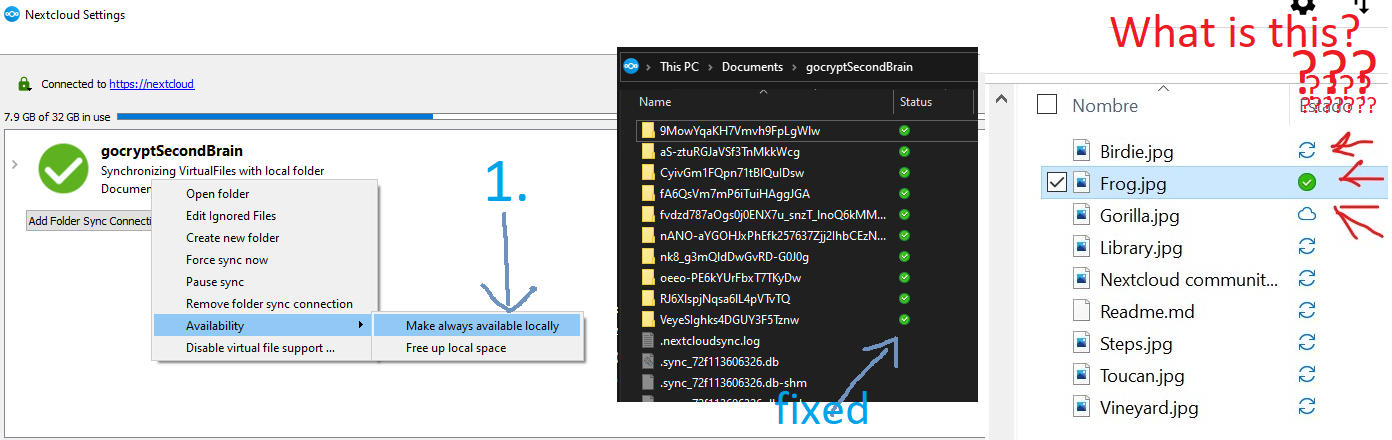 Nextcloud Settings
Connected to https://nextcloud
7.9 GB of 32 GB in use
gocryptSecondBrain
Synchronizing VirtualFiles with local folder
Documen
Open folder
Edit Ignored Files
Create new folder
Force sync now
Pause sync
Remove folder sync connection
Availability
Disable virtual file support ...
Make always available locally
Free up local space
Add Folder Sync Connecti
1.
This PC > Documents > gocryptSecondBrain
Name Status
9MowYqaKH7Vmvh9FpLgWIw
aS-ztuRGJaVSf3TnMkkWcg
CyivGm1FQpn71tBIQulDsw
fA6QsVm7mP6iTuiHAggJGA
fvdzd787aOgs0j0ENX7u_snzT_lnoQ6kMM...
nANO-aYGOHJxPhEfk257637Zjj2lhbCEzN...
nk8_g3mQldDwGvRD-G0J0g
oeeo-PE6kYUrFbxT7TKyDw
RJ6XlspjNqsa6lL4pVTvTQ
VeyeSlghks4DGUY3F5Tznw
.nextcloudsync.log
.sync_72f113606326.db
.sync_72f113606326.db-shm
fixed
What is this?
???
????
??????
Nombre Estado
Birdie.jpg
Frog.jpg
Gorilla.jpg
Library.jpg
Nextcloud communit...
Readme.md
Steps.jpg
Toucan.jpg
Vineyard.jpg